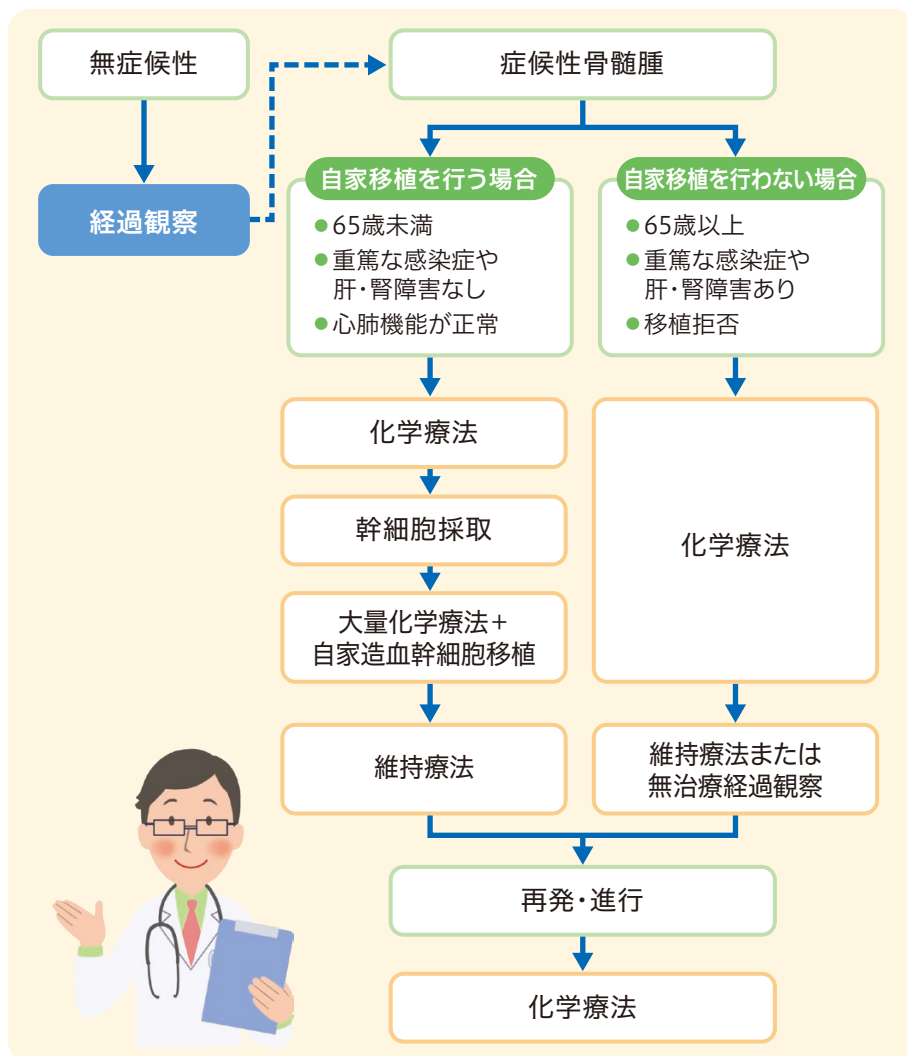 無症候性
経過観察
症候性骨髄腫
自家移植を行う場合
●65歳未満
●重篤な感染症や
肝・腎障害なし
●心肺機能が正常
自家移植を行わない場合
●65歳以上
●重篤な感染症や
肝・腎障害あり
●移植拒否
化学療法
幹細胞採取
大量化学療法＋
自家造血幹細胞移植
維持療法
化学療法
維持療法または
無治療経過観察
再発・進行
化学療法